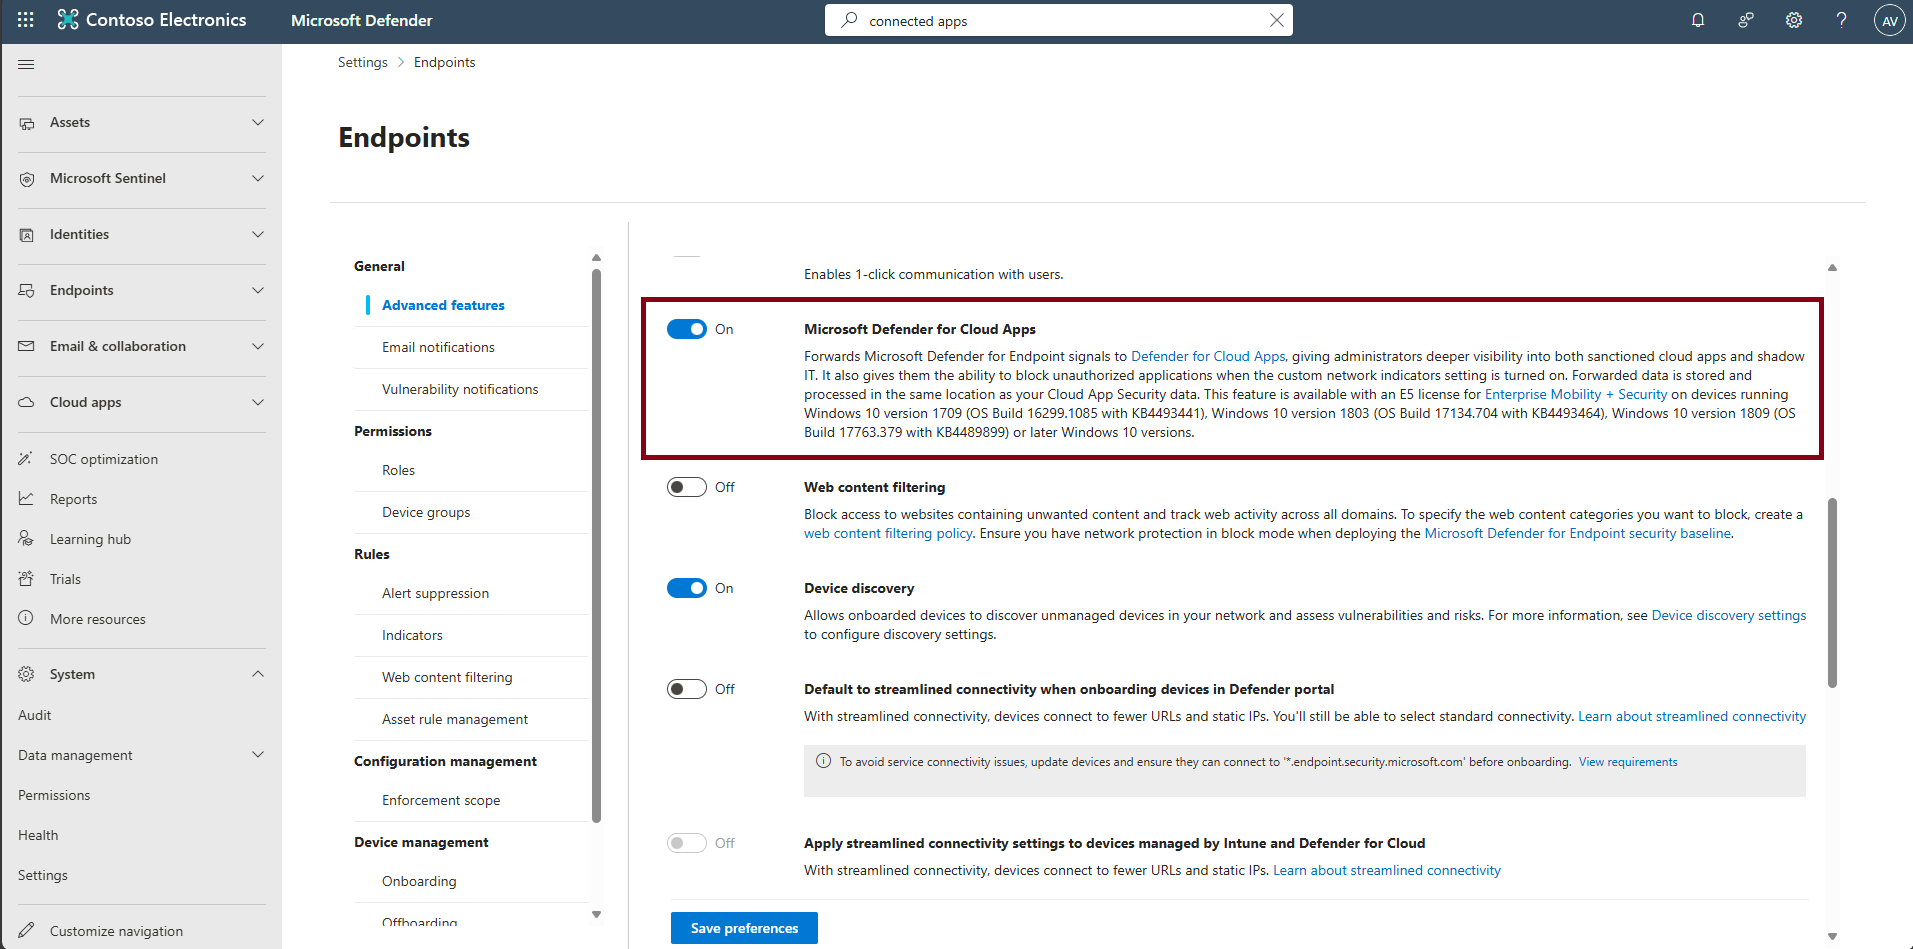 Contoso Electronics
Microsoft Defender
connected apps
AV
Settings > Endpoints
Endpoints
Assets
Microsoft Sentinel
Identities
Endpoints
Email & collaboration
Cloud apps
SOC optimization
Reports
Learning hub
Trials
More resources
System
Audit
Data management
Permissions
Health
Settings
Customize navigation
General
Advanced features
Email notifications
Vulnerability notifications
Permissions
Roles
Device groups
Rules
Alert suppression
Indicators
Web content filtering
Asset rule management
Configuration management
Enforcement scope
Device management
Onboarding
Offboarding
Enables 1-click communication with users.
On
Microsoft Defender for Cloud Apps
Forwards Microsoft Defender for Endpoint signals to Defender for Cloud Apps, giving administrators deeper visibility into both sanctioned cloud apps and shadow
IT. It also gives them the ability to block unauthorized applications when the custom network indicators setting is turned on. Forwarded data is stored and
processed in the same location as your Cloud App Security data. This feature is available with an E5 license for Enterprise Mobility + Security on devices running
Windows 10 version 1709 (OS Build 16299.1085 with KB4493441), Windows 10 version 1803 (OS Build 17134.704 with KB4493464), Windows 10 version 1809 (OS
Build 17763.379 with KB4489899) or later Windows 10 versions.
Off
Web content filtering
Block access to websites containing unwanted content and track web activity across all domains. To specify the web content categories you want to block, create a
web content filtering policy. Ensure you have network protection in block mode when deploying the Microsoft Defender for Endpoint security baseline.
On
Device discovery
Allows onboarded devices to discover unmanaged devices in your network and assess vulnerabilities and risks. For more information, see Device discovery settings
to configure discovery settings.
Off
Default to streamlined connectivity when onboarding devices in Defender portal
With streamlined connectivity, devices connect to fewer URLs and static IPs. You'll still be able to select standard connectivity. Learn about streamlined connectivity
To avoid service connectivity issues, update devices and ensure they can connect to '*.endpoint.security.microsoft.com' before onboarding. View requirements
Off
Apply streamlined connectivity settings to devices managed by Intune and Defender for Cloud
With streamlined connectivity, devices connect to fewer URLs and static IPs. Learn about streamlined connectivity
Save preferences